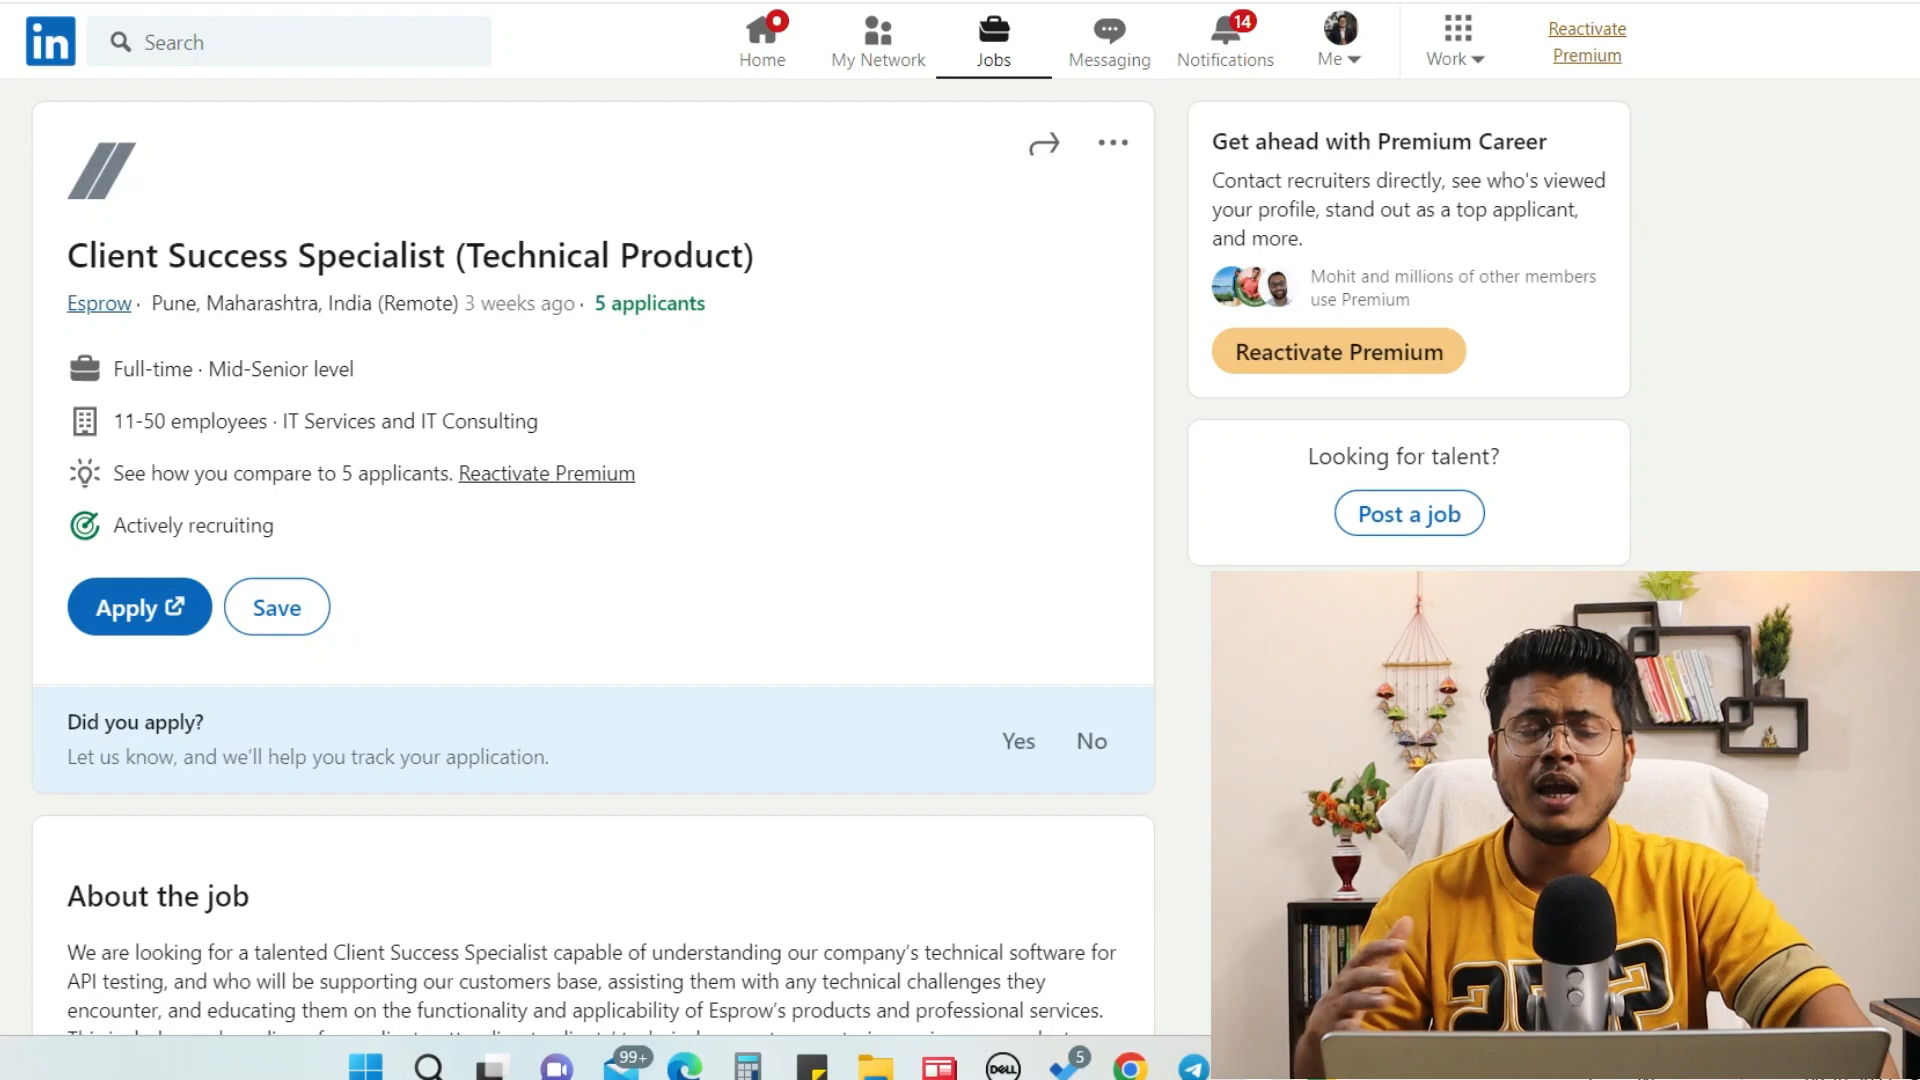 in
Search
Home
My Network
Jobs
Messaging
14
Notifications
Me
Work
Reactivate
Premium
Client Success Specialist (Technical Product)
Esprow · Pune, Maharashtra, India (Remote) 3 weeks ago · 5 applicants
Full-time · Mid-Senior level
11-50 employees · IT Services and IT Consulting
See how you compare to 5 applicants. Reactivate Premium
Actively recruiting
Apply
Save
Did you apply?
Let us know, and we’ll help you track your application.
Yes
No
About the job
We are looking for a talented Client Success Specialist capable of understanding our company’s technical software for
API testing, and who will be supporting our customers base, assisting them with any technical challenges they
encounter, and educating them on the functionality and applicability of Esprow’s products and professional services.
Get ahead with Premium Career
Contact recruiters directly, see who's viewed
your profile, stand out as a top applicant,
and more.
Mohit and millions of other members
use Premium
Reactivate Premium
Looking for talent?
Post a job
99+
DELL
5